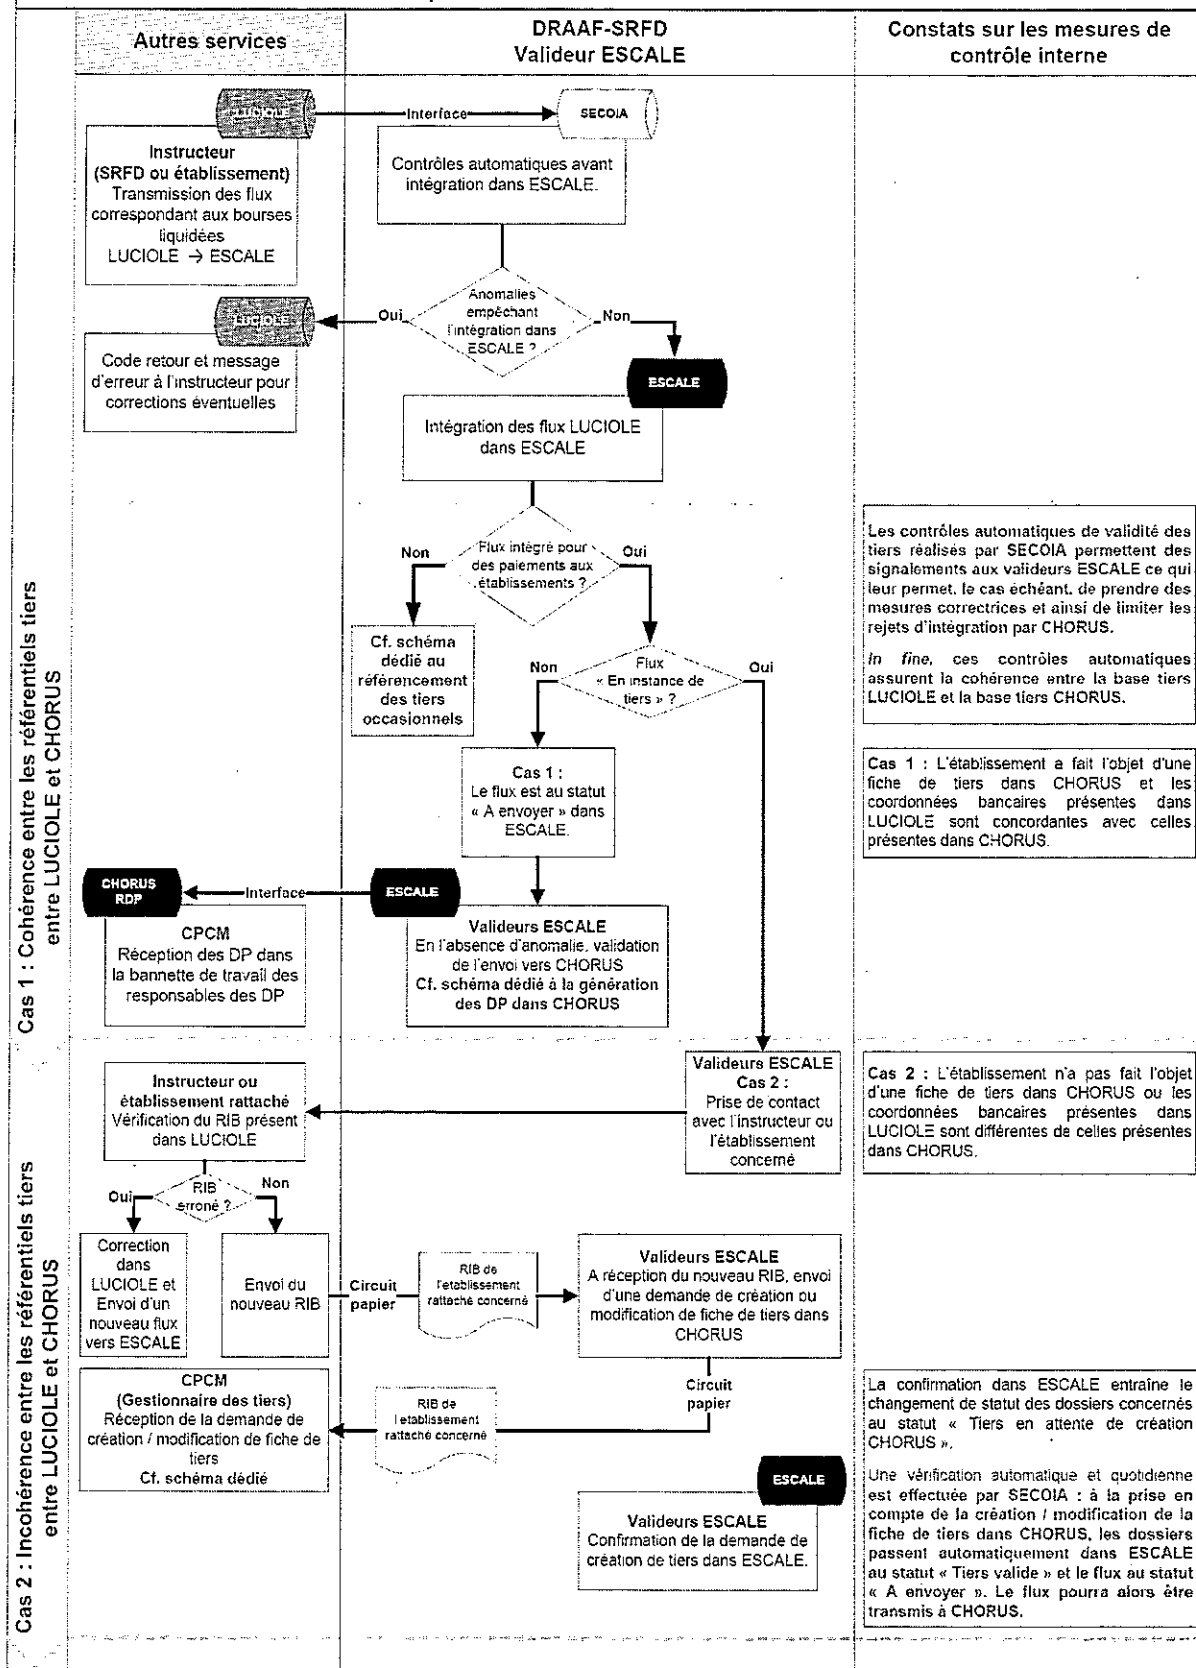 Autres services
DRAAF-SRFD
Valideur ESCALE
Constats sur les mesures de
contrôle interne
LUCIOLE
Interface
SECOIA
Instructeur
(SRFD ou établissement)
Transmission des flux
correspondant aux bourses
liquidées
LUCIOLE → ESCALE
Contrôles automatiques avant
intégration dans ESCALE.
Anomalies
empêchant
l'intégration dans
ESCALE ?
Oui
Non
LUCIOLE
Code retour et message
d'erreur à l'instructeur pour
corrections éventuelles
ESCALE
Intégration des flux LUCIOLE
dans ESCALE
Cas 1 : Cohérence entre les référentiels tiers
entre LUCIOLE et CHORUS
Non
Flux intégré pour
des paiements aux
établissements ?
Oui
Cf. schéma
dédié au
référencement
des tiers
occasionnels
Non
Flux
« En instance de
tiers » ?
Oui
Les contrôles automatiques de validité des
tiers réalisés par SECOIA permettent des
signalements aux valideurs ESCALE ce qui
leur permet, le cas échéant, de prendre des
mesures correctrices et ainsi de limiter les
rejets d'intégration par CHORUS.
In fine, ces contrôles automatiques
assurent la cohérence entre la base tiers
LUCIOLE et la base tiers CHORUS.
Cas 1 :
Le flux est au statut
« A envoyer » dans
ESCALE.
Cas 1 : L'établissement a fait l'objet d'une
fiche de tiers dans CHORUS et les
coordonnées bancaires présentes dans
LUCIOLE sont concordantes avec celles
présentes dans CHORUS.
CHORUS
RDP
Interface
ESCALE
CPCM
Réception des DP dans
la bannette de travail des
responsables des DP
Valideurs ESCALE
En l'absence d'anomalie, validation
de l'envoi vers CHORUS
Cf. schéma dédié à la génération
des DP dans CHORUS
Cas 2 : Incohérence entre les référentiels tiers
entre LUCIOLE et CHORUS
Instructeur ou
établissement rattaché
Vérification du RIB présent
dans LUCIOLE
Valideurs ESCALE
Cas 2 :
Prise de contact
avec l'instructeur ou
l'établissement
concerné
Cas 2 : L'établissement n'a pas fait l'objet
d'une fiche de tiers dans CHORUS ou les
coordonnées bancaires présentes dans
LUCIOLE sont différentes de celles présentes
dans CHORUS.
Oui
RIB
erroné ?
Non
Correction
dans
LUCIOLE et
Envoi d'un
nouveau flux
vers ESCALE
Envoi du
nouveau RIB
Circuit
papier
RIB de
l'etablissement
rattaché concerné
Valideurs ESCALE
A réception du nouveau RIB, envoi
d'une demande de création ou
modification de fiche de tiers dans
CHORUS
CPCM
(Gestionnaire des tiers)
Réception de la demande de
création / modification de fiche de
tiers
Cf. schéma dédié
RIB de
l'etablissement
rattaché concerné
Circuit
papier
ESCALE
Valideurs ESCALE
Confirmation de la demande de
création de tiers dans ESCALE.
La confirmation dans ESCALE entraîne le
changement de statut des dossiers concernés
au statut « Tiers en attente de création
CHORUS ».
Une vérification automatique et quotidienne
est effectuée par SECOIA : à la prise en
compte de la création / modification de la
fiche de tiers dans CHORUS, les dossiers
passent automatiquement dans ESCALE
au statut « Tiers valide » et le flux au statut
« A envoyer ». Le flux pourra alors être
transmis à CHORUS.